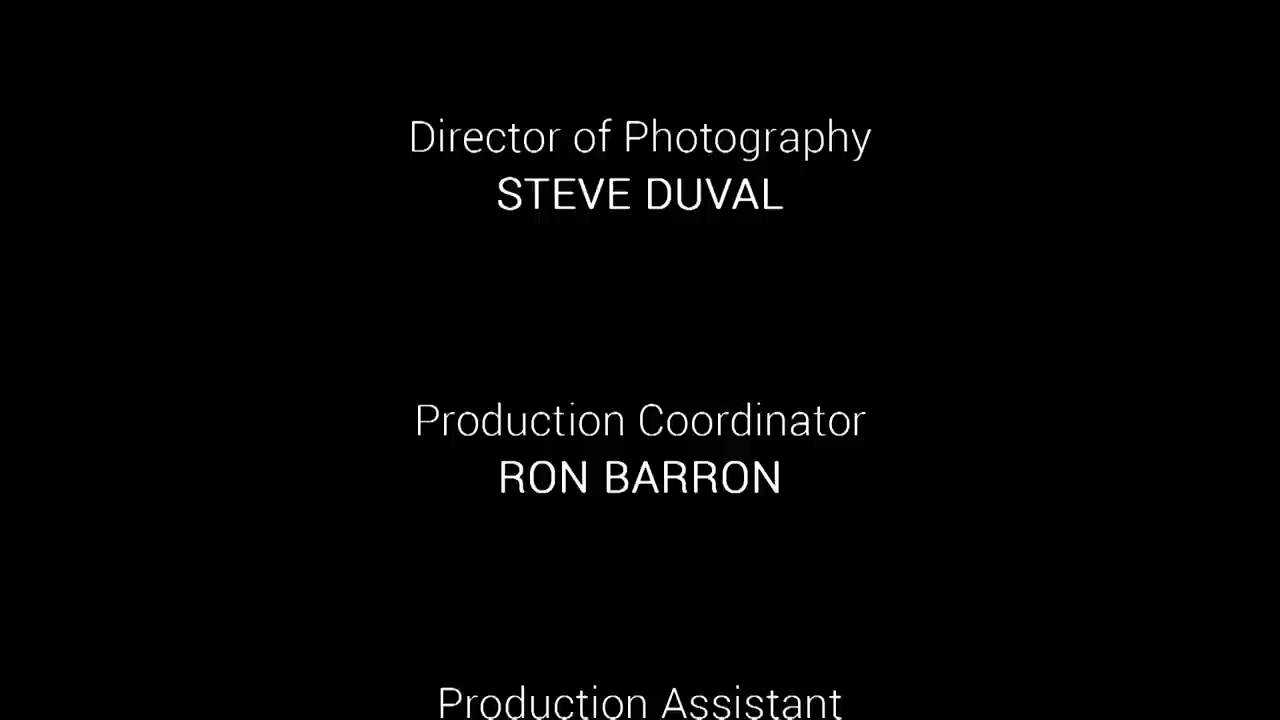 Director of Photography
STEVE DUVAL
Production Coordinator
RON BARRON
Production Assistant